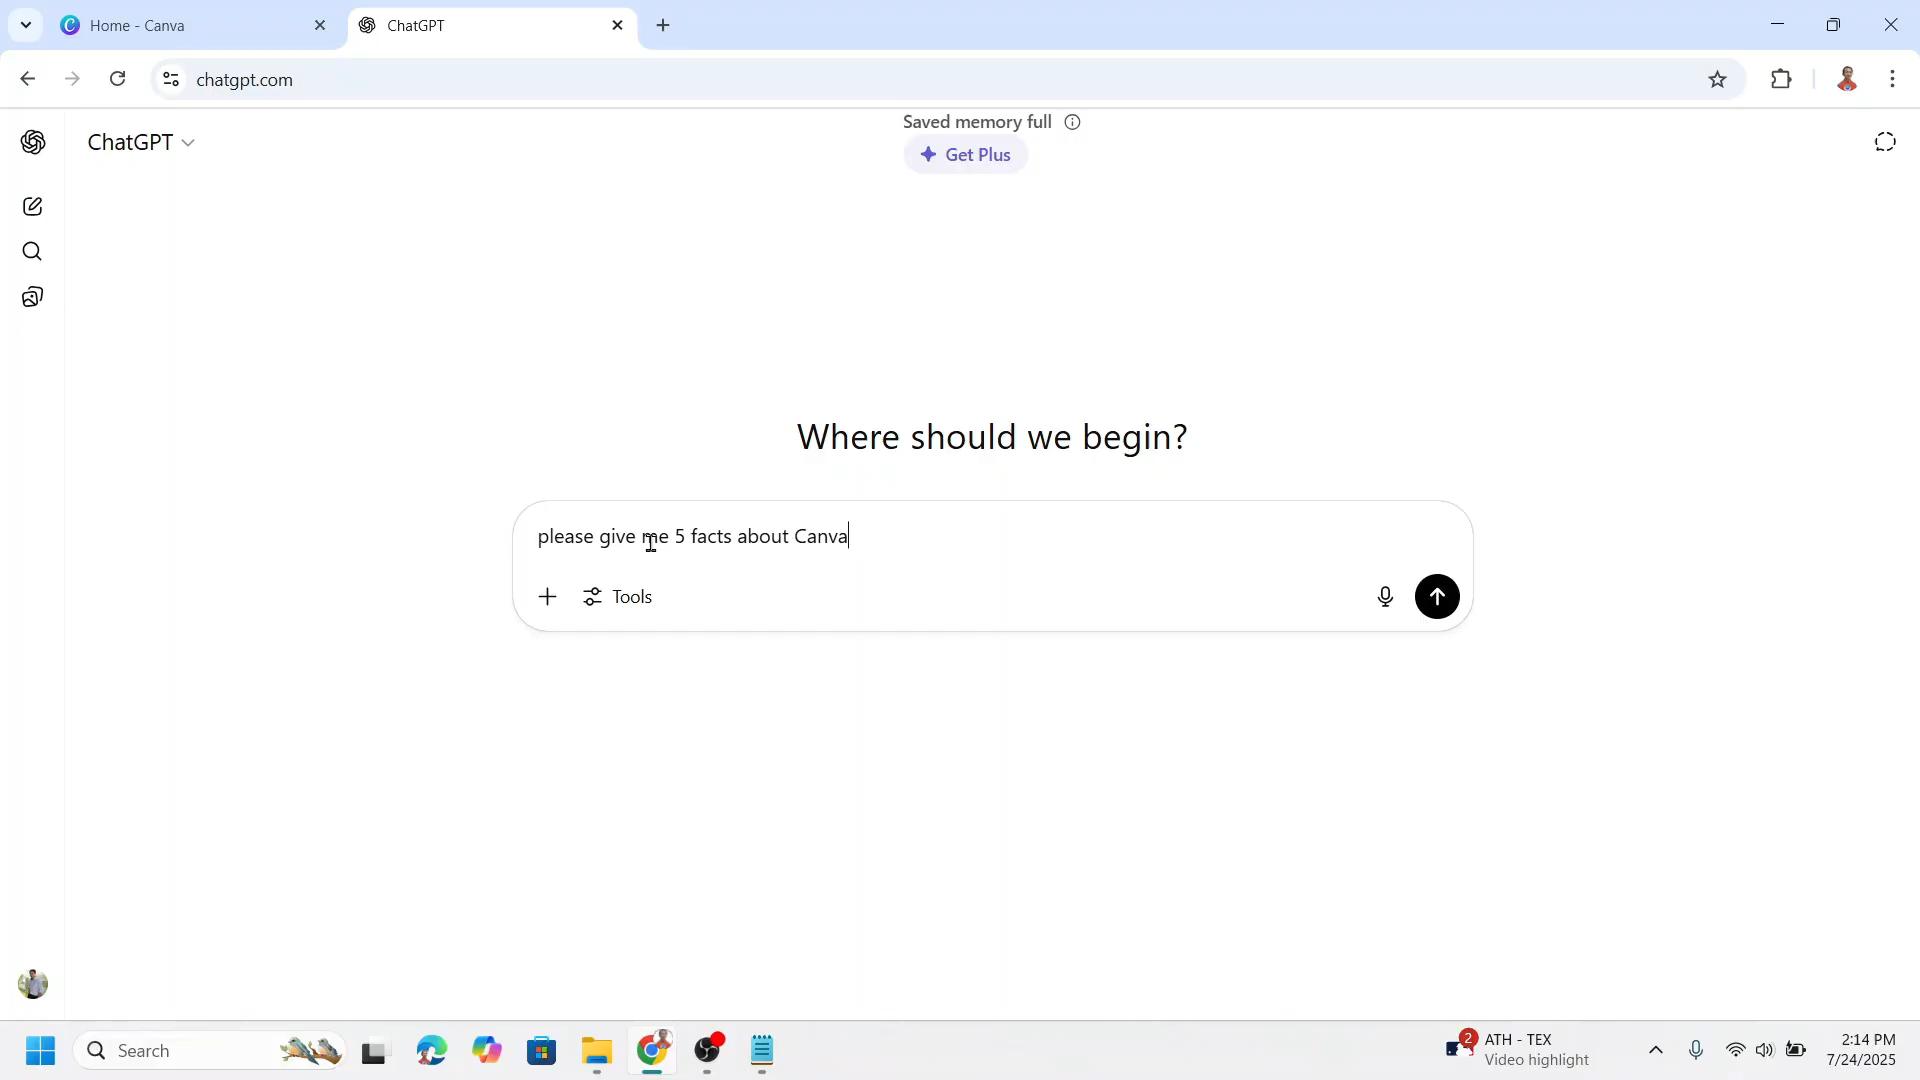 Home - Canva
ChatGPT
chatgpt.com
Saved memory full
ChatGPT
Get Plus
Where should we begin?
please give me 5 facts about Canva
Tools
Search
2
ATH - TEX
Video highlight
2:14 PM
7/24/2025